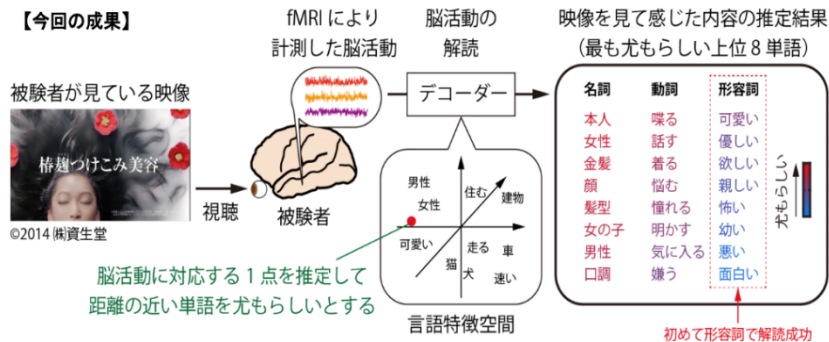 【今回の成果】
被験者が見ている映像
椿麹つけこみ美容
©2014 ㈱資生堂
視聴
fMRIにより
計測した脳活動
被験者
脳活動の
解読
デコーダー
男性
女性
住む
建物
可愛い
猫
走る
犬
車
速い
言語特徴空間
脳活動に対応する1点を推定して
距離の近い単語を尤もらしいとする
映像を見て感じた内容の推定結果
(最も尤もらしい上位8単語)
名詞 動詞 形容詞
本人 喋る 可愛い
女性 話す 優しい
金髪 着る 欲しい
顔 悩む 親しい
髪型 憧れる 怖い
女の子 明かす 幼い
男性 気に入る 悪い
口調 嫌う 面白い
尤もらしい
初めて形容詞で解読成功